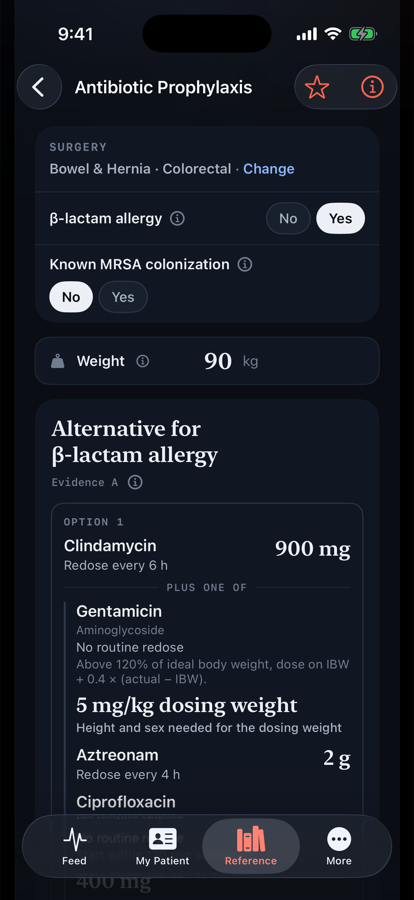 9:41
Antibiotic Prophylaxis
SURGERY
Bowel & Hernia · Colorectal · Change
β-lactam allergy
No
Yes
Known MRSA colonization
No
Yes
Weight
90 kg
Alternative for
β-lactam allergy
Evidence A
OPTION 1
Clindamycin
900 mg
Redose every 6 h
PLUS ONE OF
Gentamicin
Aminoglycoside
No routine redose
Above 120% of ideal body weight, dose on IBW
+ 0.4 × (actual − IBW).
5 mg/kg dosing weight
Height and sex needed for the dosing weight
Aztreonam
2 g
Redose every 4 h
Ciprofloxacin
No routine
400 mg
Feed
My Patient
Reference
More